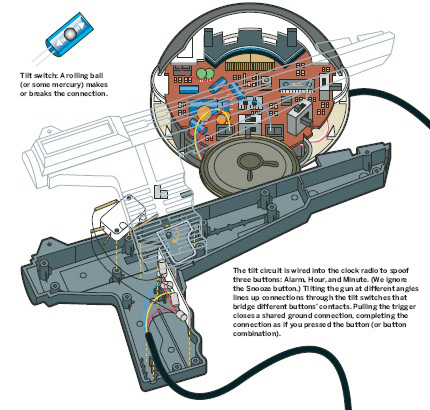 Tilt switch: A rolling ball
(or some mercury) makes
or breaks the connection.
The tilt circuit is wired into the clock radio to spoof
three buttons: Alarm, Hour, and Minute. (We ignore
the Snooze button.) Tilting the gun at different angles
lines up connections through the tilt switches that
bridge different buttons' contacts. Pulling the trigger
closes a shared ground connection, completing the
connection as if you pressed the button (or button
combination).